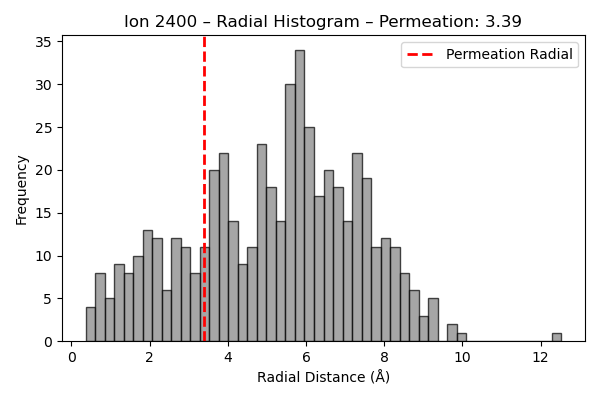 Ion 2400 – Radial Histogram – Permeation: 3.39
Permeation Radial
Frequency
35
30
25
20
15
10
5
0
0 2 4 6 8 10 12
Radial Distance (Å)